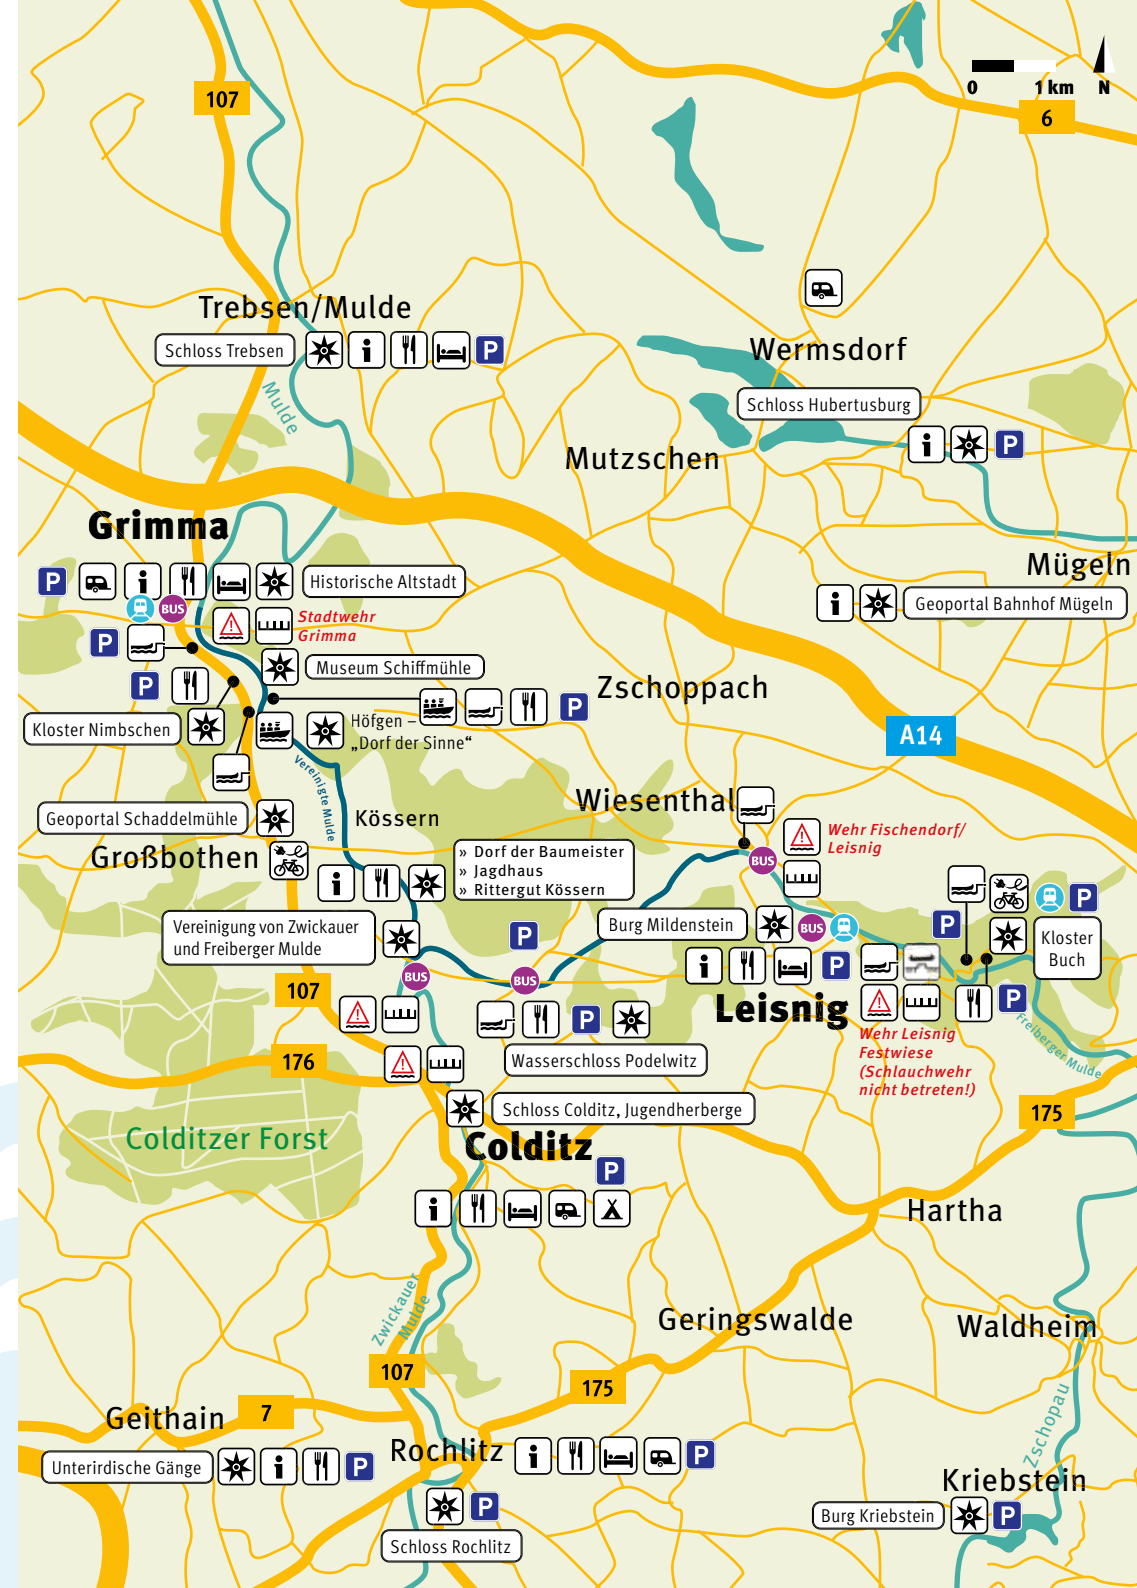 107
0
1 km
N
6
Trebsen/Mulde
Schloss Trebsen
i
P
Mulde
Wermsdorf
Schloss Hubertusburg
i
P
Mutzschen
Grimma
P
i
Historische Altstadt
BUS
Stadtwehr
Grimma
P
Museum Schiffmühle
P
Kloster Nimbschen
Höfgen –
„Dorf der Sinne“
P
Zschoppach
Mügeln
i
Geoportal Bahnhof Mügeln
A14
Vereinigte Mulde
Geoportal Schaddelmühle
Kössern
Großbothen
i
» Dorf der Baumeister
» Jagdhaus
» Rittergut Kössern
Wiesenthal
BUS
Wehr Fischendorf/
Leisnig
Vereinigung von Zwickauer
und Freiberger Mulde
BUS
P
BUS
Burg Mildenstein
BUS
i
P
Leisnig
P
P
Kloster
Buch
P
Wehr Leisnig
Festwiese
(Schlauchwehr
nicht betreten!)
Freiberger Mulde
107
176
P
Wasserschloss Podelwitz
Schloss Colditz, Jugendherberge
Colditz
P
i
Colditzer Forst
175
Hartha
Zwickauer
Mulde
Geringswalde
Waldheim
107
175
7
Geithain
Unterirdische Gänge
i
P
Rochlitz
i
P
P
Schloss Rochlitz
Zschopau
Kriebstein
Burg Kriebstein
P